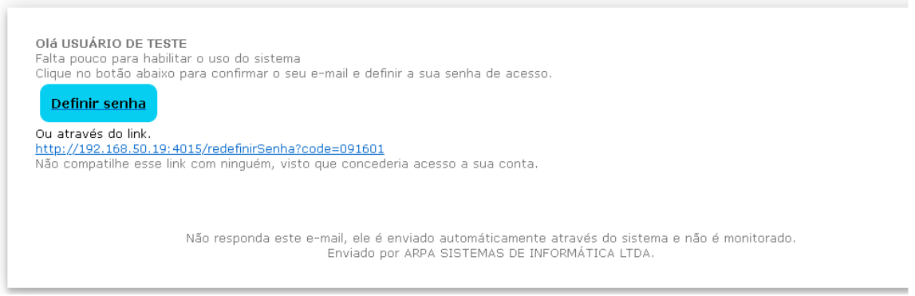 Olá USUÁRIO DE TESTE
Falta pouco para habilitar o uso do sistema
Clique no botão abaixo para confirmar o seu e-mail e definir a sua senha de acesso.
Definir senha
Ou através do link.
http://192.168.50.19:4015/redefinirSenha?code=091601
Não compatilhe esse link com ninguém, visto que concederia acesso a sua conta.
Não responda este e-mail, ele é enviado automáticamente através do sistema e não é monitorado.
Enviado por ARPA SISTEMAS DE INFORMÁTICA LTDA.